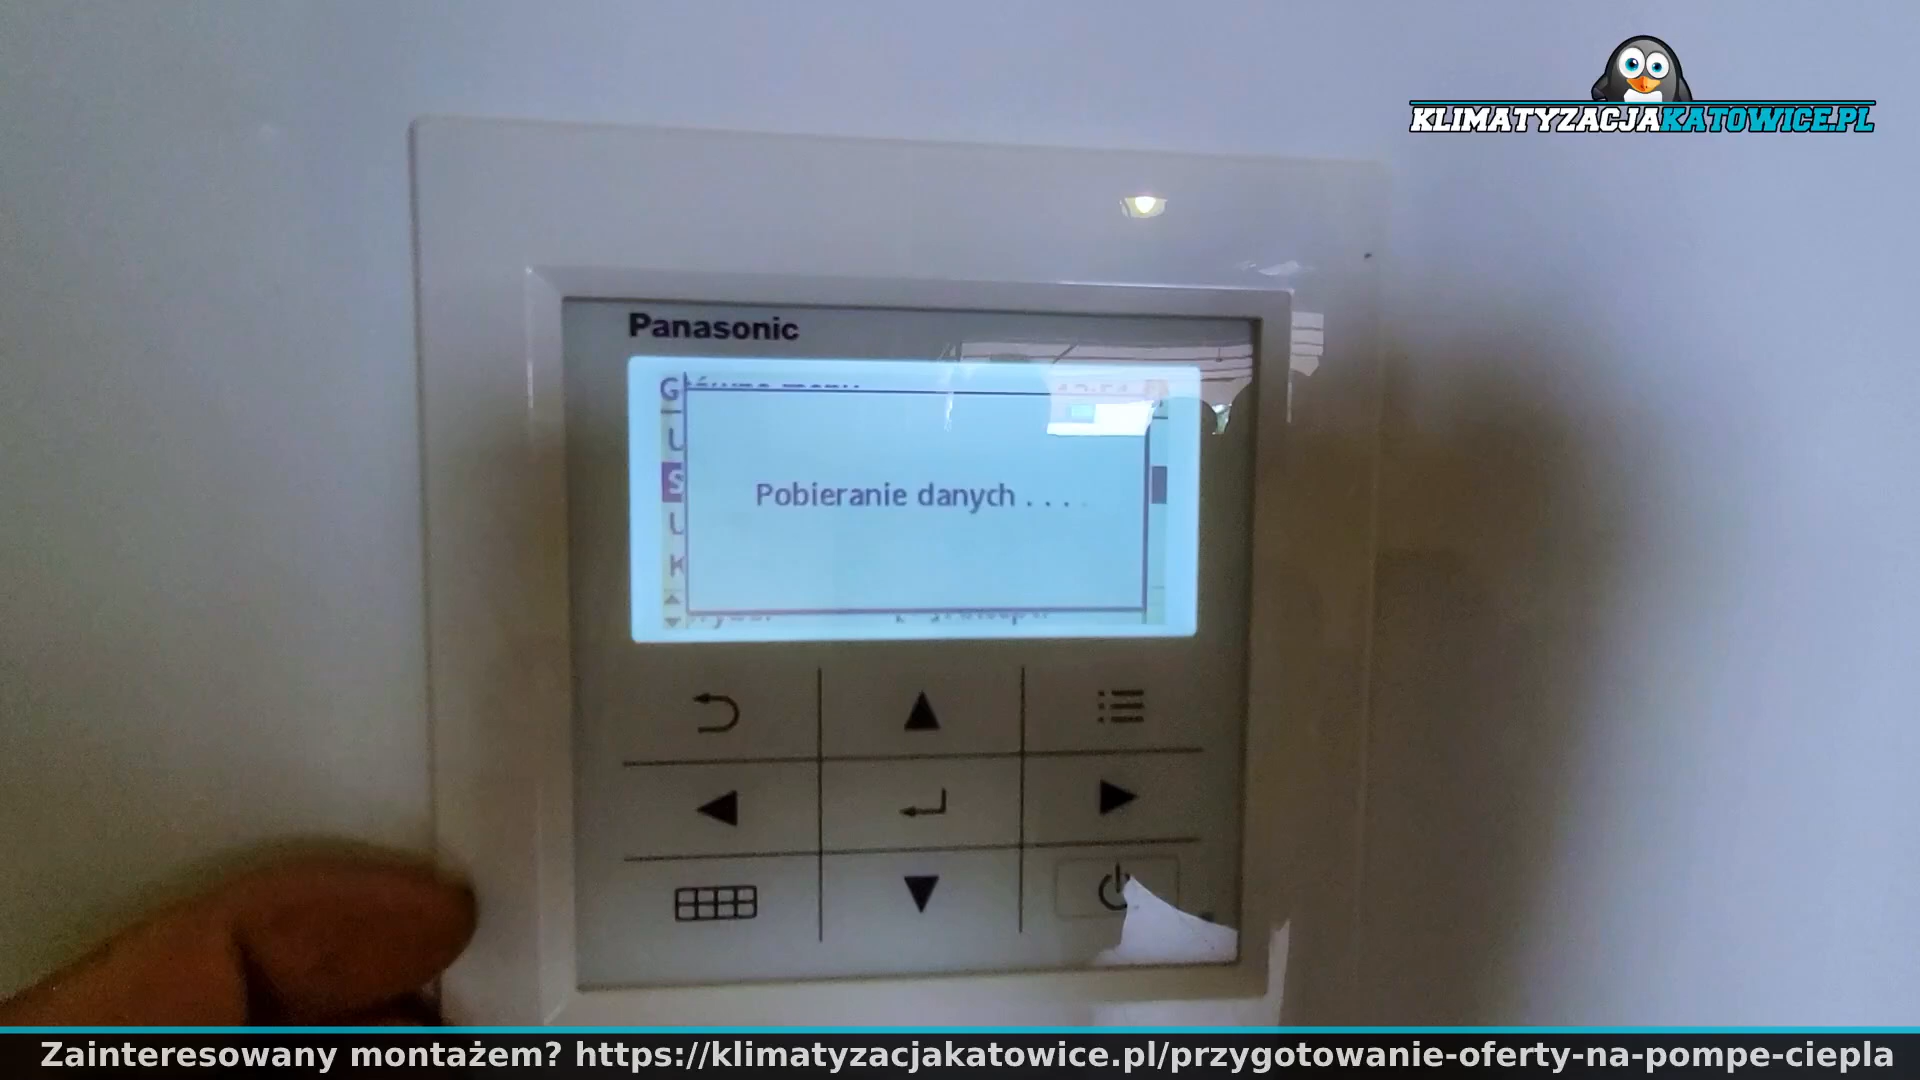 KLIMATYZACJAKATOWICE.PL
Panasonic
G
S
K
Pobieranie danych . . . .
Zainteresowany montażem? https://klimatyzacjakatowice.pl/przygotowanie-oferty-na-pompe-ciepla